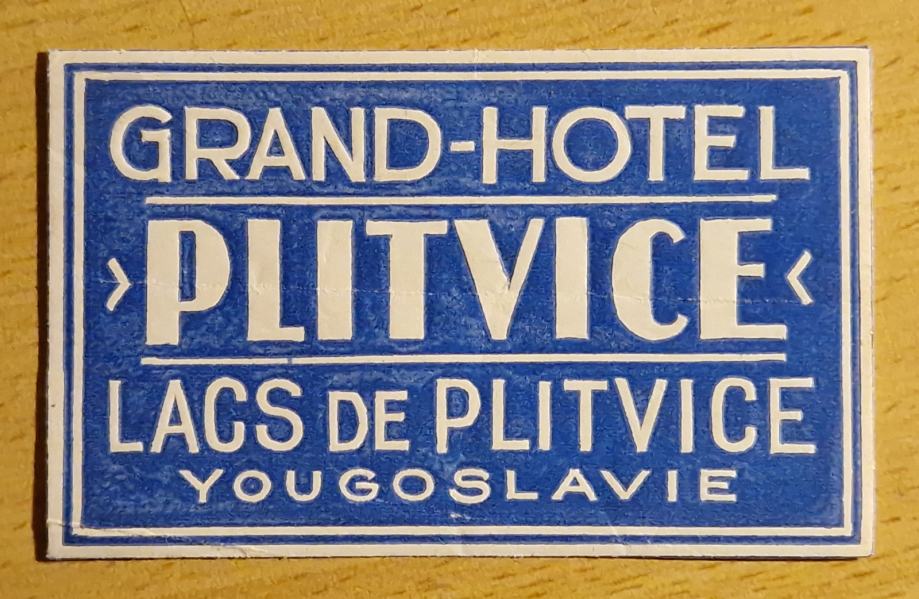 GRAND-HOTEL
› PLITVICE ‹
LACS DE PLITVICE
YOUGOSLAVIE